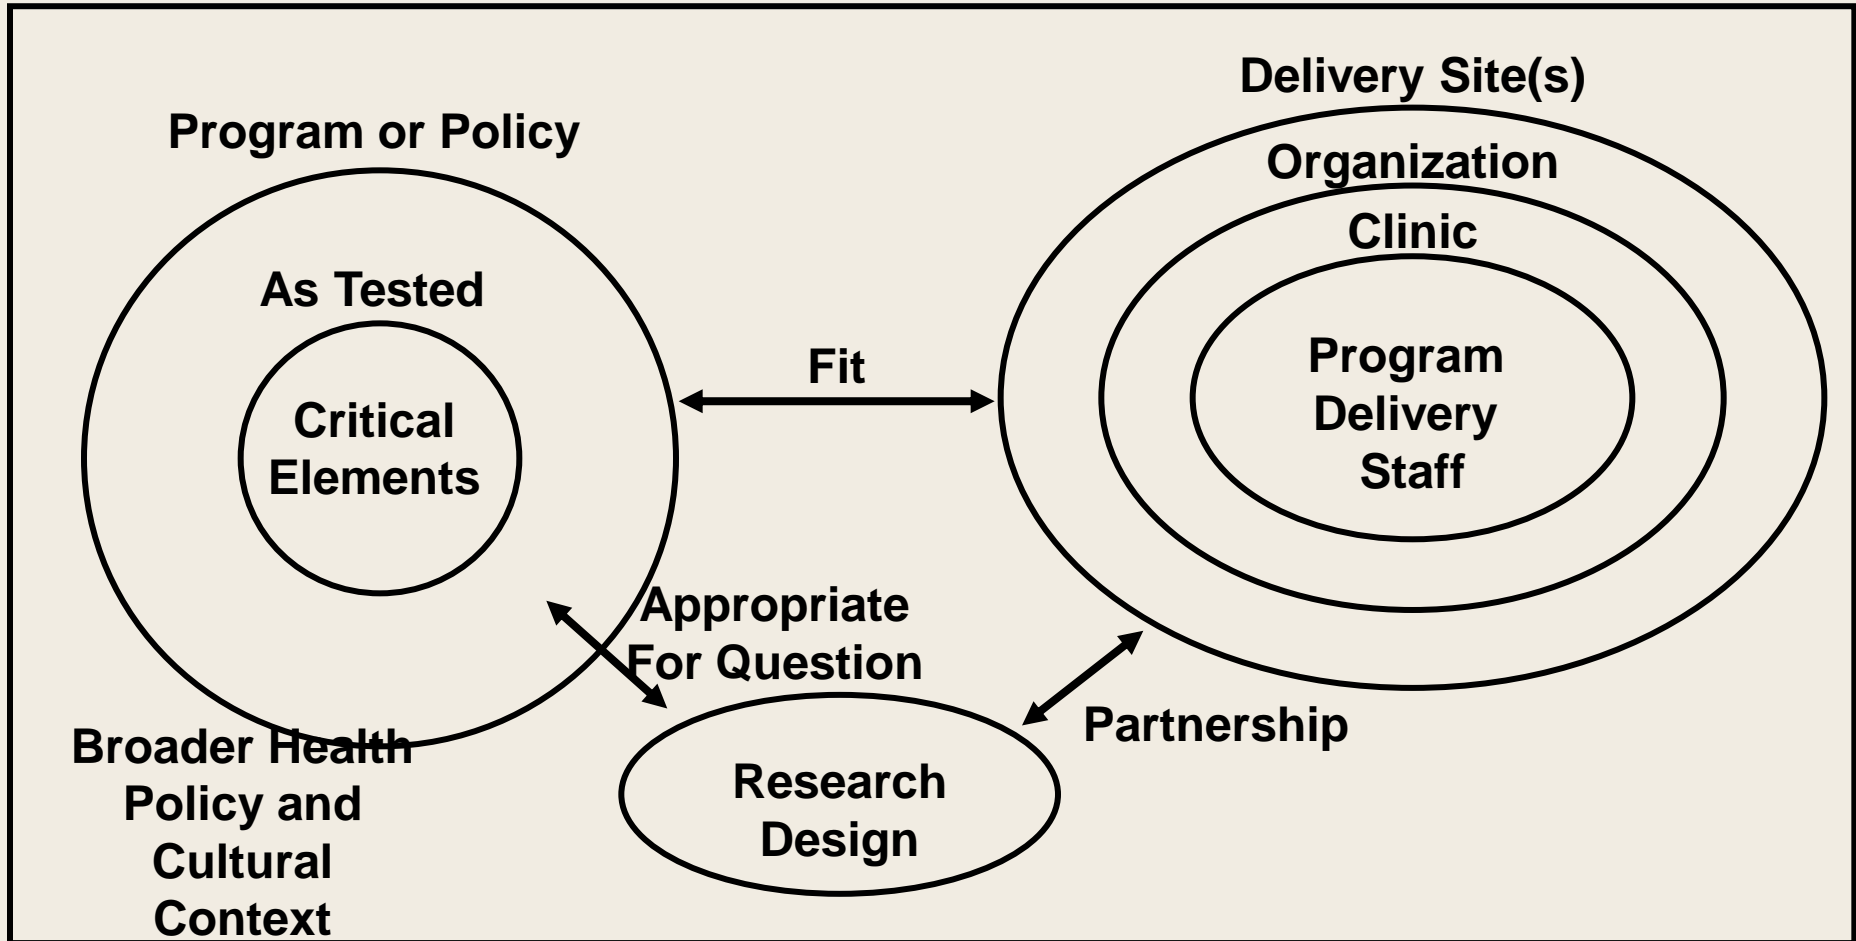 Delivery Site(s)
Program or Policy
Organization
Clinic
As Tested
Program
Delivery
Staff
Fit
Critical
Elements
Appropriate
For Question
Partnership
Broader Health
Policy and
Cultural
Context
Research
Design